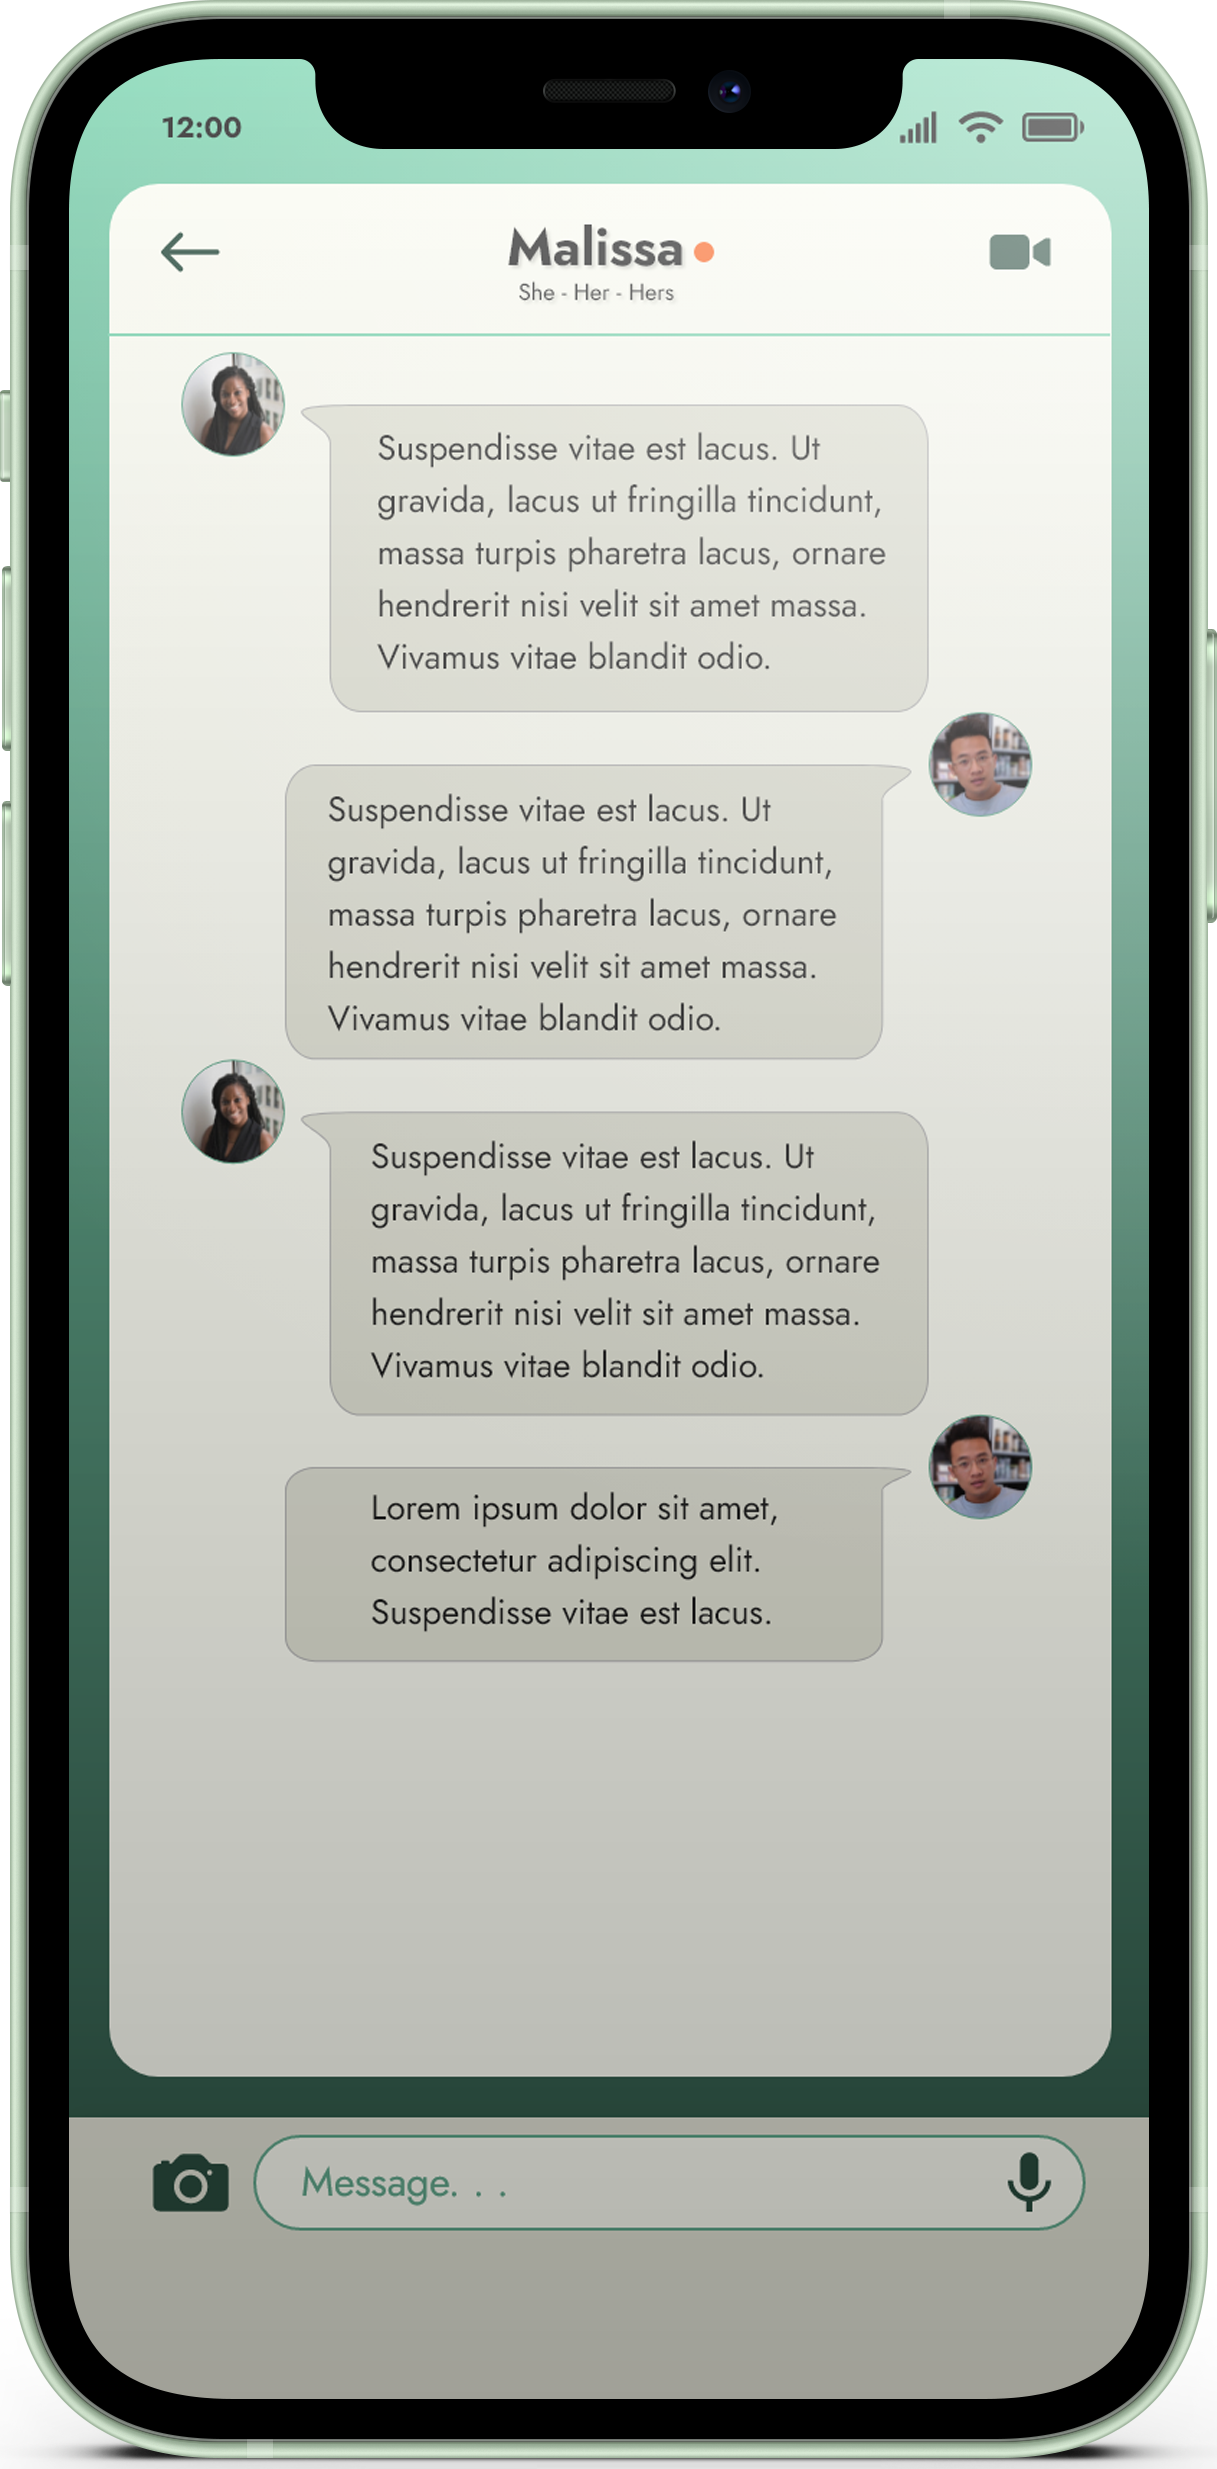 12:00
Malissa
She - Her - Hers
Suspendisse vitae est lacus. Ut
gravida, lacus ut fringilla tincidunt,
massa turpis pharetra lacus, ornare
hendrerit nisi velit sit amet massa.
Vivamus vitae blandit odio.
Suspendisse vitae est lacus. Ut
gravida, lacus ut fringilla tincidunt,
massa turpis pharetra lacus, ornare
hendrerit nisi velit sit amet massa.
Vivamus vitae blandit odio.
Suspendisse vitae est lacus. Ut
gravida, lacus ut fringilla tincidunt,
massa turpis pharetra lacus, ornare
hendrerit nisi velit sit amet massa.
Vivamus vitae blandit odio.
Lorem ipsum dolor sit amet,
consectetur adipiscing elit.
Suspendisse vitae est lacus.
Message. . .